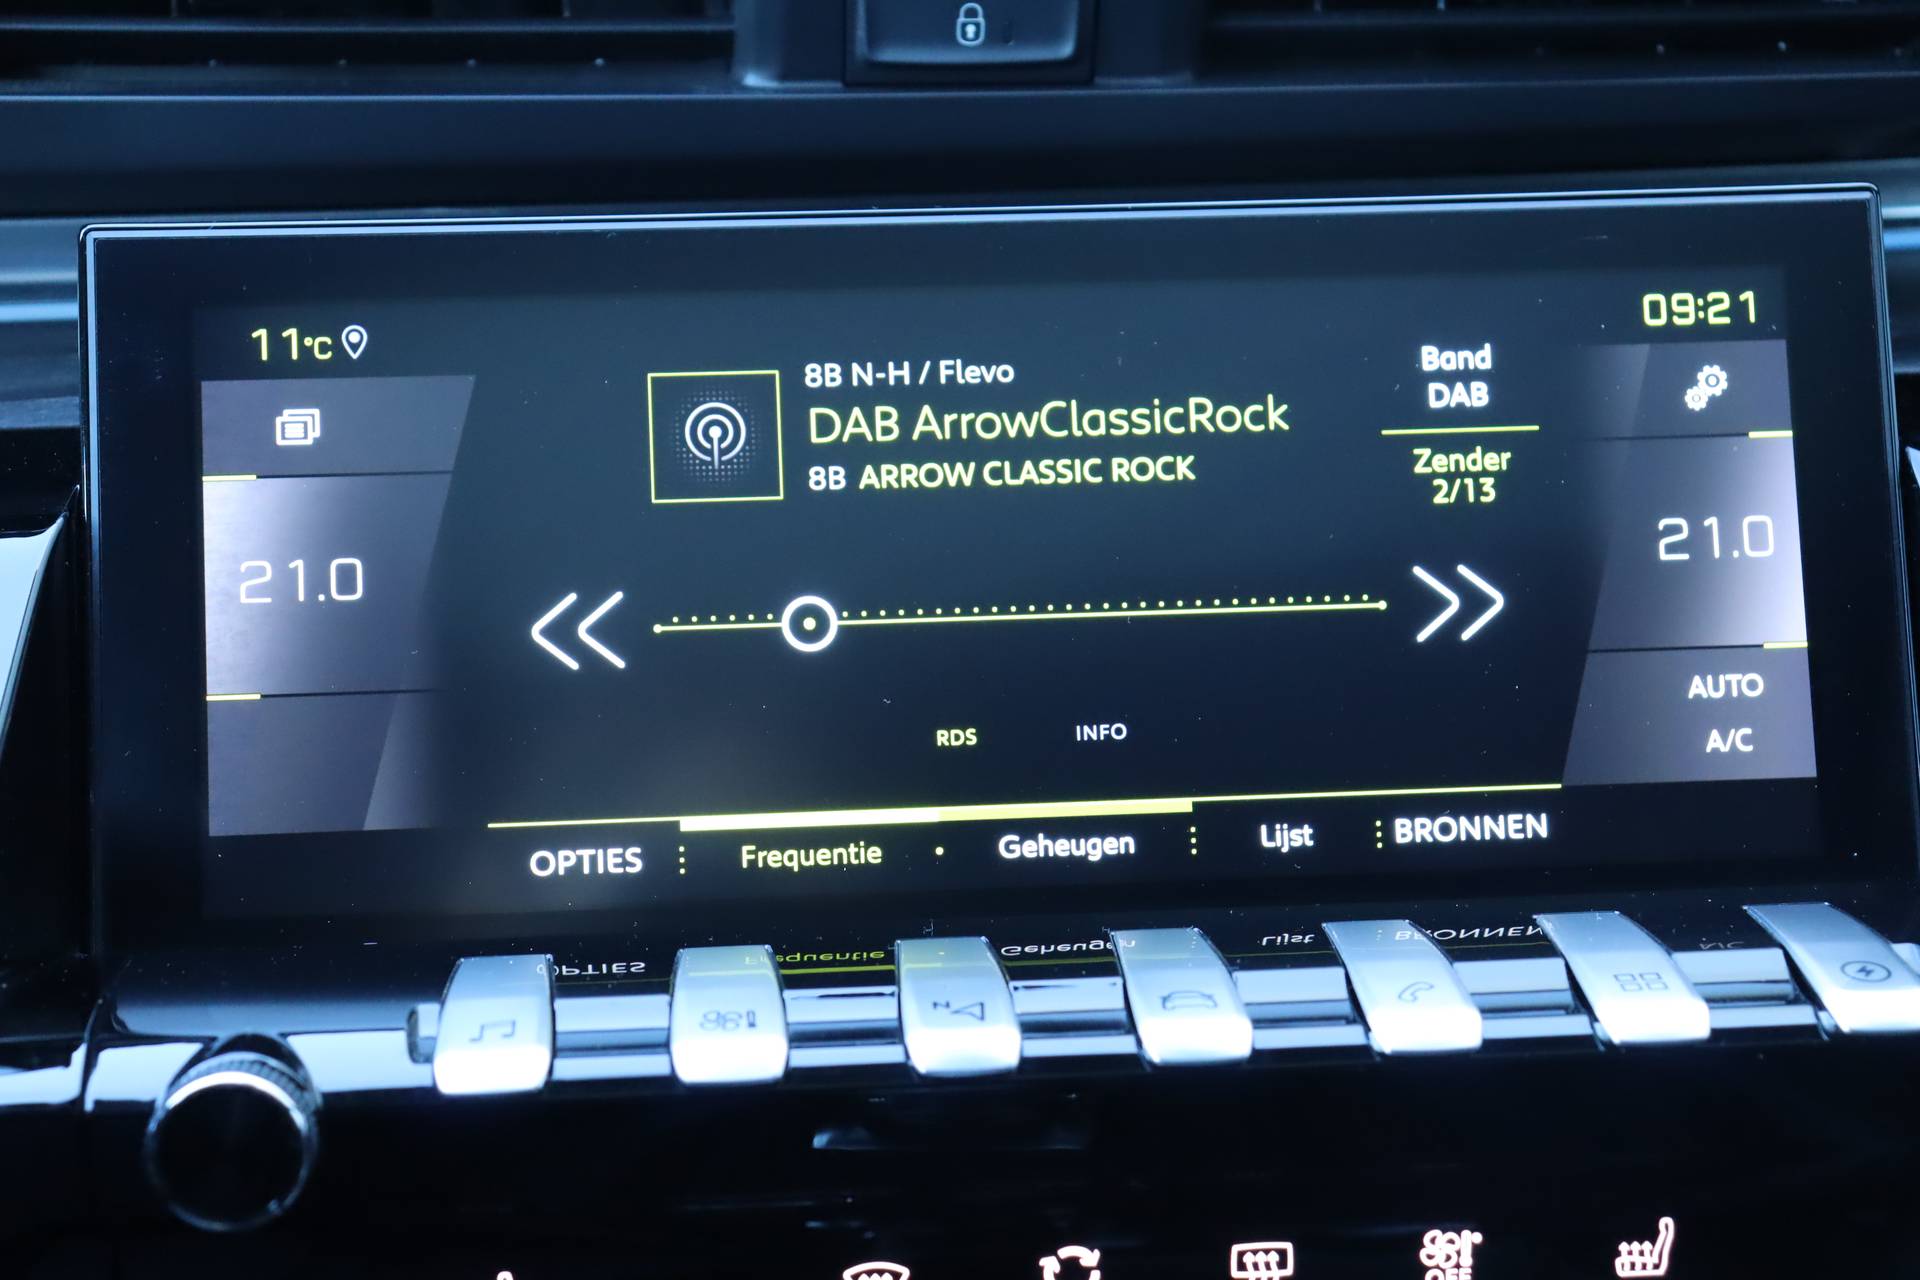 11°C
09:21
8B N-H / Flevo
DAB ArrowClassicRock
8B ARROW CLASSIC ROCK
Band
DAB
Zender
2/13
21.0
21.0
RDS INFO
AUTO
A/C
OPTIES Frequentie Geheugen Lijst BRONNEN
N
OFF